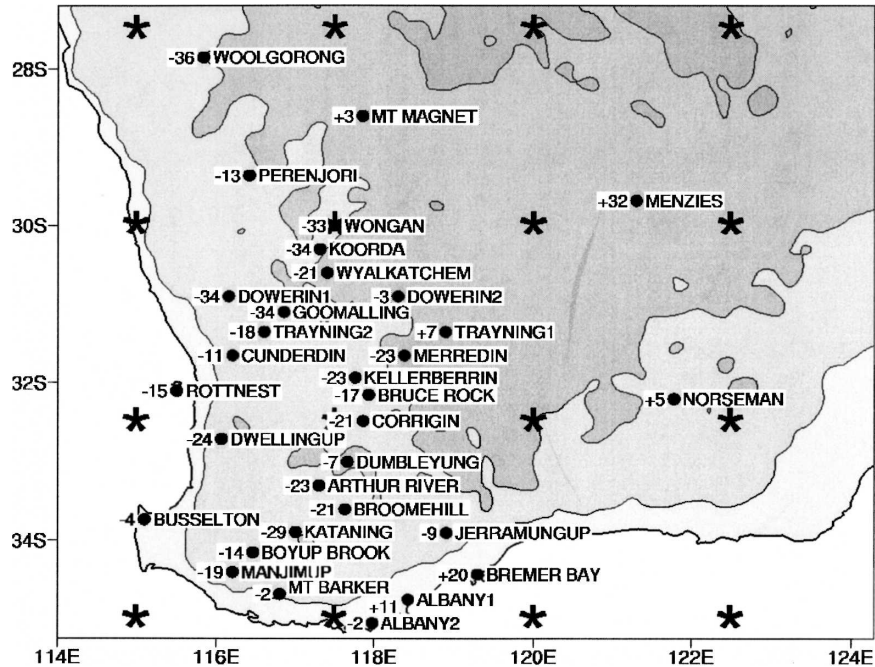 28S
-36 WOOLGORONG
+3 MT MAGNET
-13 PERENJORI
+32 MENZIES
30S
-33 WONGAN
-34 KOORDA
-21 WYALKATCHEM
-34 DOWERIN1
-3 DOWERIN2
-34 GOOMALLING
-18 TRAYNING2
+7 TRAYNING1
-11 CUNDERDIN
-23 MERREDIN
32S
-23 KELLERBERRIN
-15 ROTTNEST
-17 BRUCE ROCK
+5 NORSEMAN
-21 CORRIGIN
-24 DWELLINGUP
-7 DUMBLEYUNG
-23 ARTHUR RIVER
-21 BROOMEHILL
-4 BUSSELTON
34S
-29 KATANING
-9 JERRAMUNGUP
-14 BOYUP BROOK
-19 MANJIMUP
+20 BREMER BAY
-2 MT BARKER
+11 ALBANY1
-2 ALBANY2
114E 116E 118E 120E 122E 124E